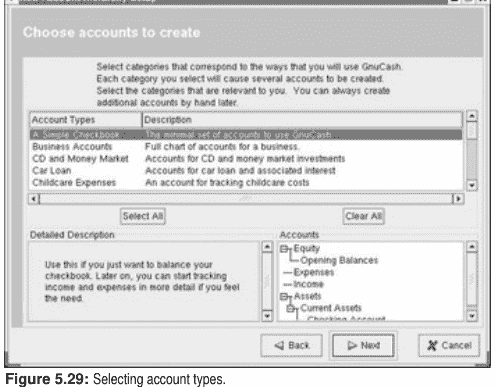 Choose accounts to create
Select categories that correspond to the ways that you will use GnuCash.
Each category you select will cause several accounts to be created.
Select the categories that are relevant to you. You can always create
additional accounts by hand later.
Account Types Description
A Simple Checkbook The minimal set of accounts to use GnuCash
Business Accounts Full chart of accounts for a business.
CD and Money Market Accounts for CD and money market investments
Car Loan Accounts for car loan and associated interest
Childcare Expenses An account for tracking childcare costs
Select All Clear All
Detailed Description
Use this if you just want to balance your
checkbook. Later on, you can start tracking
income and expenses in more detail if you feel
the need.
Accounts
Equity
Opening Balances
Expenses
Income
Assets
Current Assets
Checking Account
Back Next Cancel
Figure 5.29: Selecting account types.